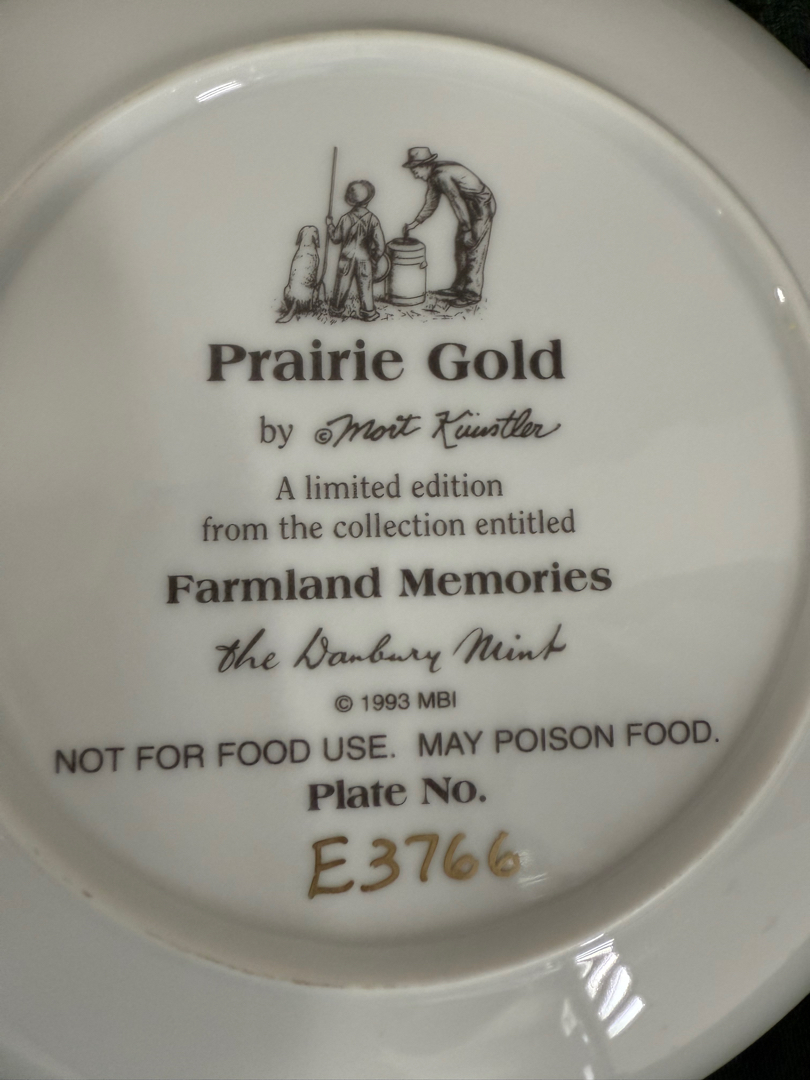 Prairie Gold
by ©Mort Künstler
A limited edition
from the collection entitled
Farmland Memories
the Danbury Mint
© 1993 MBI
NOT FOR FOOD USE. MAY POISON FOOD.
Plate No.
E3766